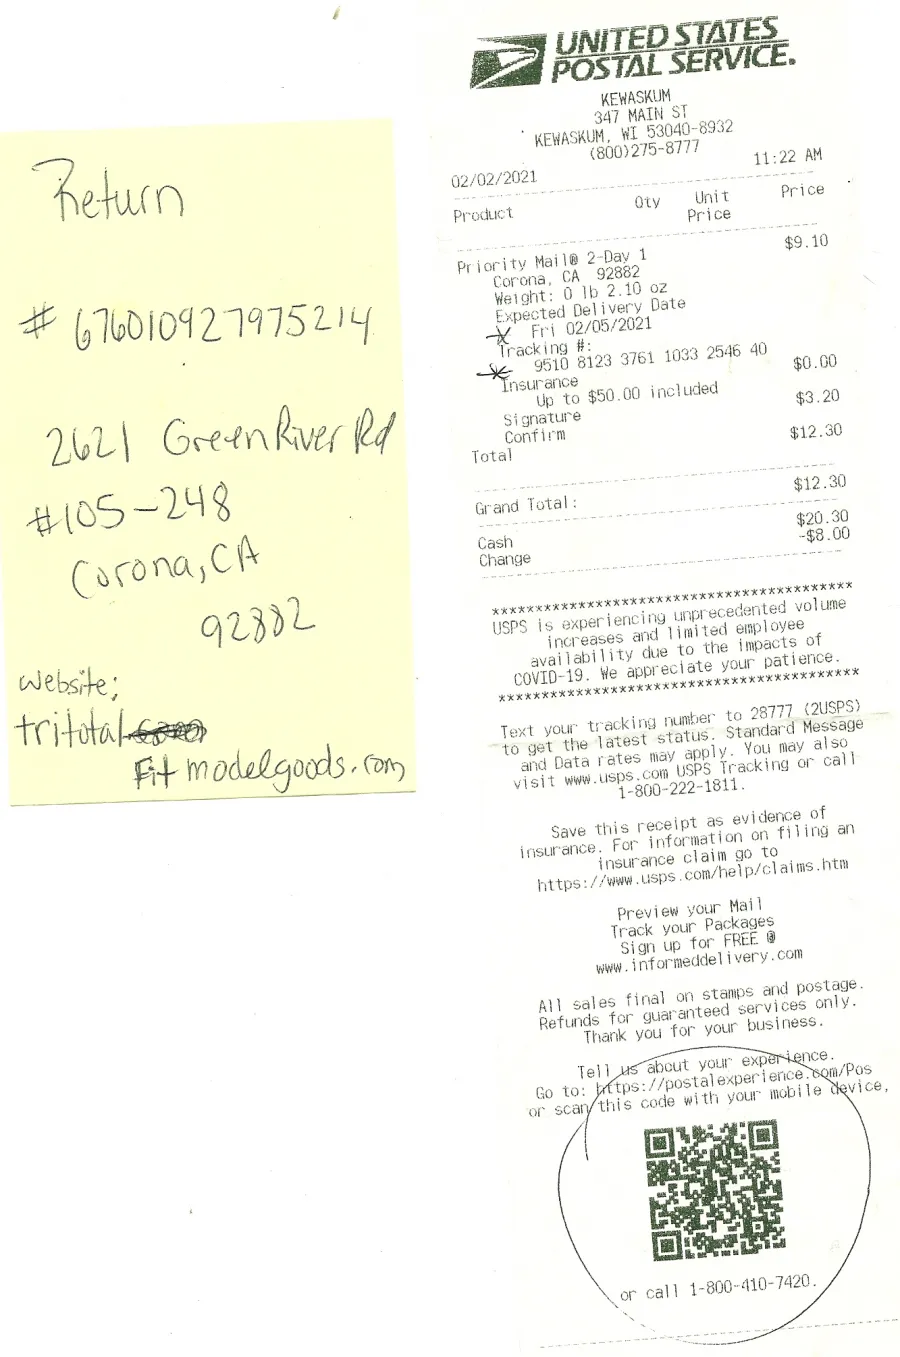 Return
# 676010927975214
2621 Green River Rd
#105-248
Corona, CA
92882
website:
tritotal
Fit modelgoods.com
UNITED STATES
POSTAL SERVICE.
KEWASKUM
347 MAIN ST
KEWASKUM, WI 53040-8932
(800)275-8777
02/02/2021 11:22 AM
Product Qty Unit Price
Price
Priority Mail® 2-Day 1 $9.10
Corona, CA 92882
Weight: 0 lb 2.10 oz
Expected Delivery Date
Fri 02/05/2021
Tracking #:
9510 8123 3761 1033 2546 40
Insurance $0.00
Up to $50.00 included
Signature $3.20
Confirm
Total $12.30
Grand Total: $12.30
Cash $20.30
Change -$8.00
******************************************
USPS is experiencing unprecedented volume
increases and limited employee
availability due to the impacts of
COVID-19. We appreciate your patience.
******************************************
Text your tracking number to 28777 (2USPS)
to get the latest status. Standard Message
and Data rates may apply. You may also
visit www.usps.com USPS Tracking or call
1-800-222-1811.
Save this receipt as evidence of
insurance. For information on filing an
insurance claim go to
https://www.usps.com/help/claims.htm
Preview your Mail
Track your Packages
Sign up for FREE @
www.informeddelivery.com
All sales final on stamps and postage.
Refunds for guaranteed services only.
Thank you for your business.
Tell us about your experience.
Go to: https://postalexperience.com/Pos
or scan this code with your mobile device,
or call 1-800-410-7420.